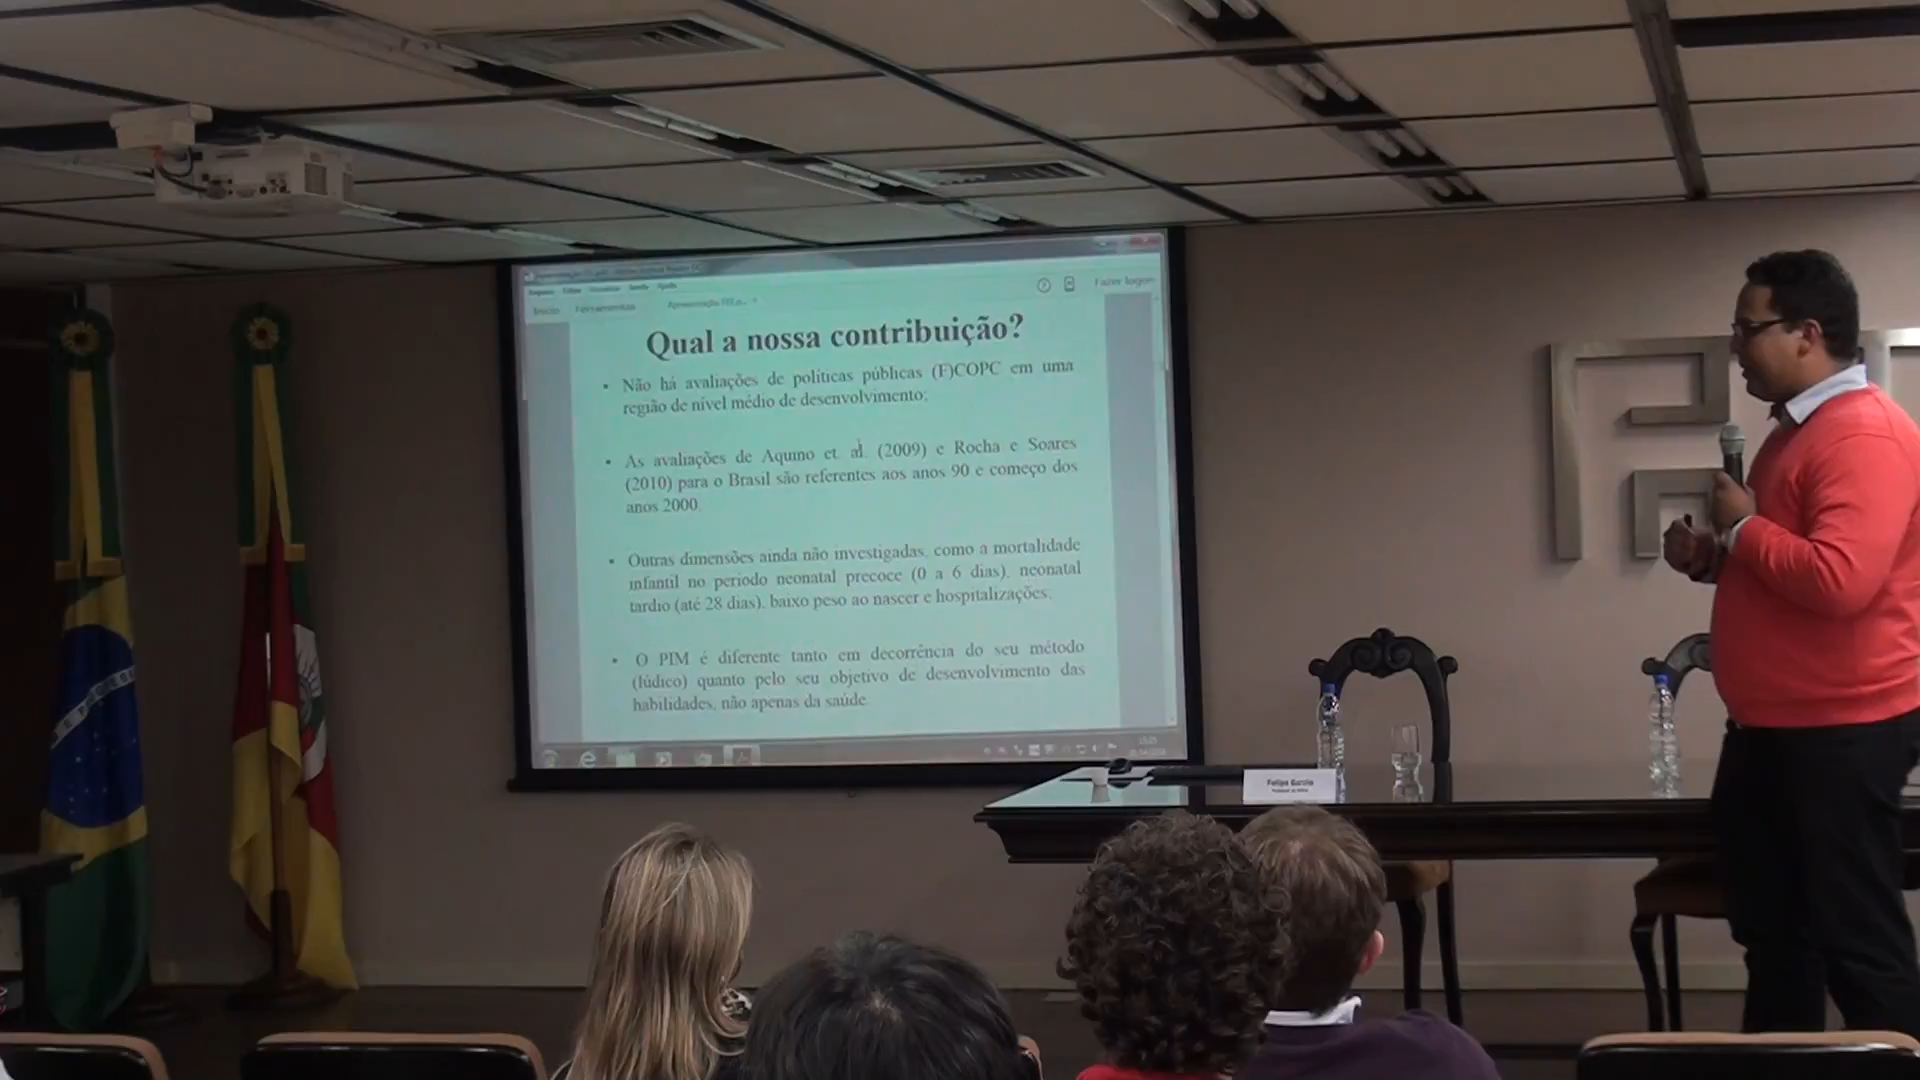 Fazer logon
Início Ferramentas
Qual a nossa contribuição?
• Não há avaliações de políticas públicas (F)COPC em uma
região de nível médio de desenvolvimento;
• As avaliações de Aquino et. al. (2009) e Rocha e Soares
(2010) para o Brasil são referentes aos anos 90 e começo dos
anos 2000.
• Outras dimensões ainda não investigadas, como a mortalidade
infantil no período neonatal precoce (0 a 6 dias), neonatal
tardio (até 28 dias), baixo peso ao nascer e hospitalizações;
• O PIM é diferente tanto em decorrência do seu método
(lúdico) quanto pelo seu objetivo de desenvolvimento das
habilidades, não apenas da saúde.